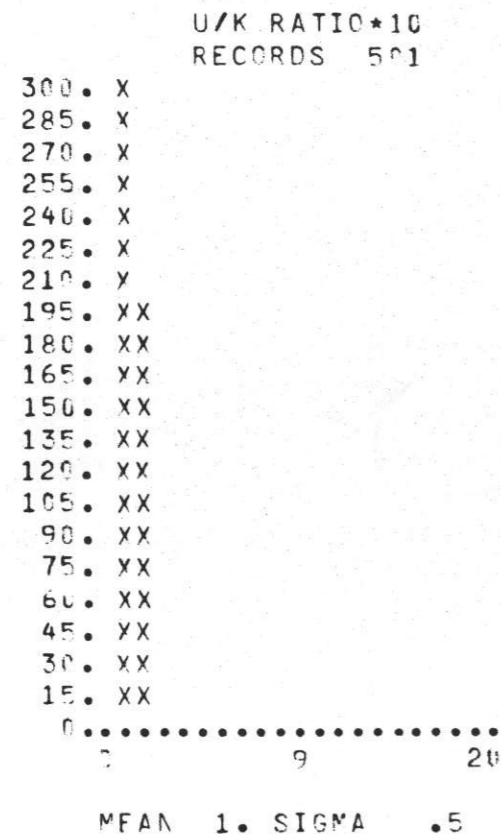 U/K RATIO*10
RECORDS 501
300. X
285. X
270. X
255. X
240. X
225. X
210. X
195. XX
180. XX
165. XX
150. XX
135. XX
120. XX
105. XX
90. XX
75. XX
60. XX
45. XX
30. XX
15. XX
0.......................
0 9 20
MEAN 1. SIGMA .5